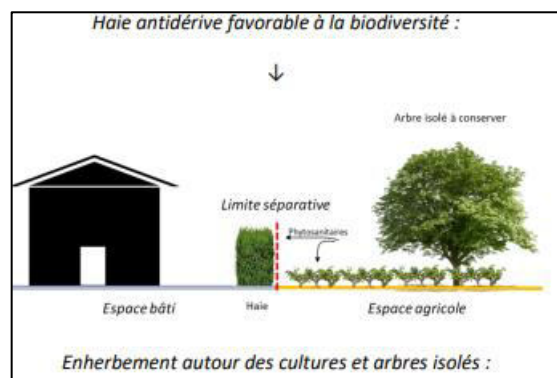 Haie antidérive favorable à la biodiversité :
↓
Arbre isolé à conserver
Limite séparative
Phytosanitaires
Espace bâti
Haie
Espace agricole
Enherbement autour des cultures et arbres isolés :